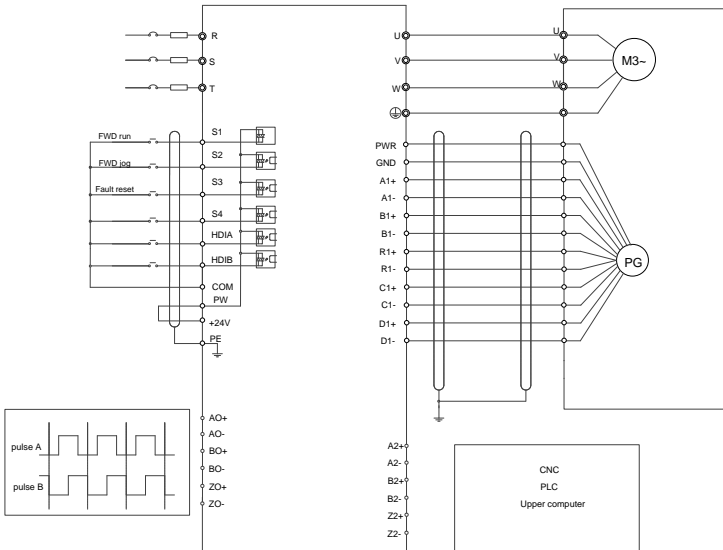 R
S
T
S1
FWD run
S2
FWD jog
S3
Fault reset
S4
HDIA
HDIB
COM
PW
+24V
PE
U
V
W
U
V
W
M3~
PWR
GND
A1+
A1-
B1+
B1-
R1+
R1-
C1+
C1-
D1+
D1-
PG
pulse A
pulse B
AO+
AO-
BO+
BO-
ZO+
ZO-
A2+
A2-
B2+
B2-
Z2+
Z2-
CNC
PLC
Upper computer